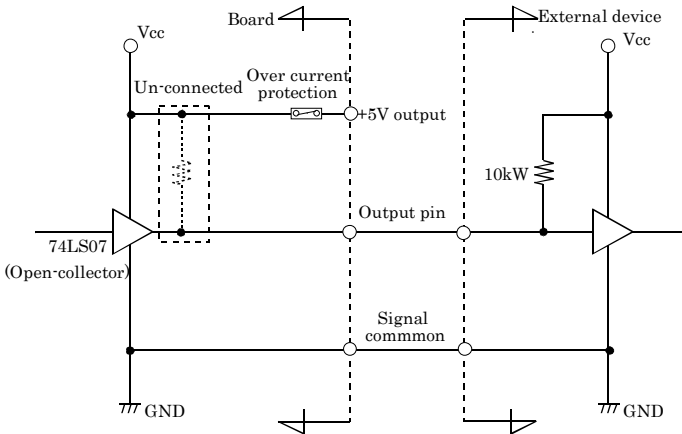 Board
External device
Vcc
Vcc
Un-connected
Over current
protection
+5V output
10kW
Output pin
74LS07
(Open-collector)
Signal
commmon
GND
GND